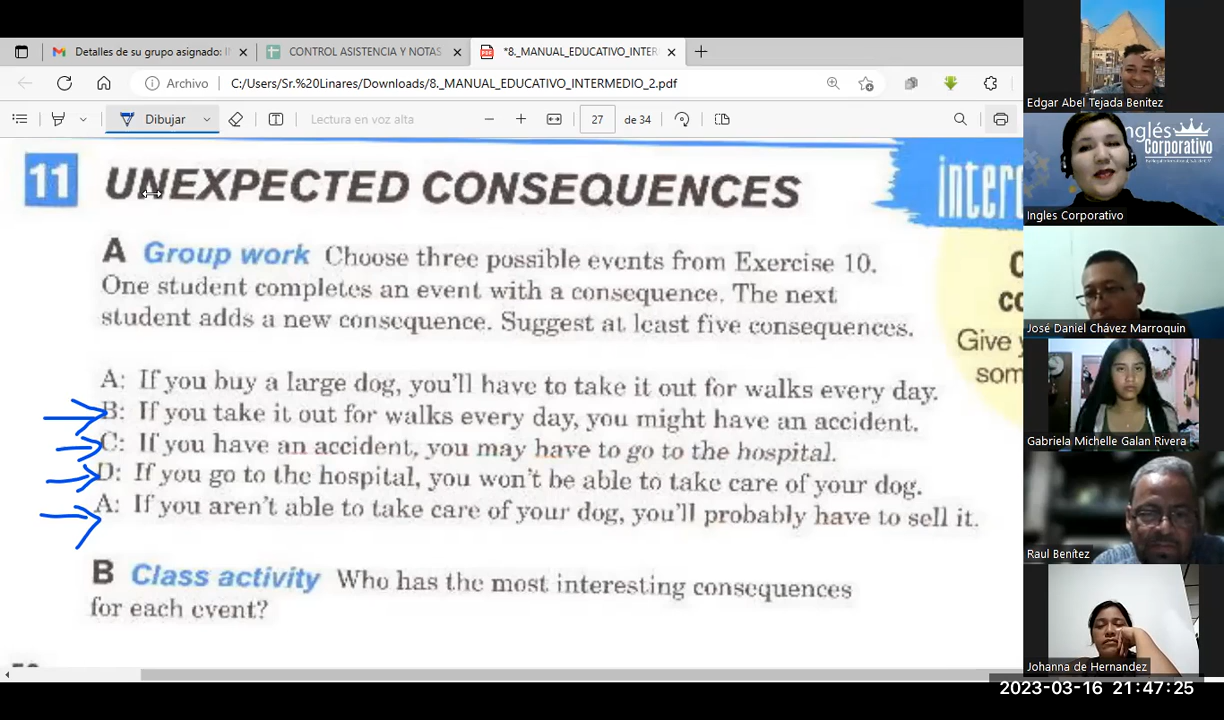 Detalles de su grupo asignado: I
CONTROL ASISTENCIA Y NOTAS
*8._MANUAL_EDUCATIVO_INTER
Archivo
C:/Users/Sr.%20Linares/Downloads/8._MANUAL_EDUCATIVO_INTERMEDIO_2.pdf
Dibujar
Lectura en voz alta
27
de 34
11 UNEXPECTED CONSEQUENCES
A Group work Choose three possible events from Exercise 10.
One student completes an event with a consequence. The next
student adds a new consequence. Suggest at least five consequences.
A: If you buy a large dog, you'll have to take it out for walks every day.
B: If you take it out for walks every day, you might have an accident.
C: If you have an accident, you may have to go to the hospital.
D: If you go to the hospital, you won't be able to take care of your dog.
A: If you aren't able to take care of your dog, you'll probably have to sell it.
B Class activity Who has the most interesting consequences
for each event?
interc
Give
som
Edgar Abel Tejada Benitez
Inglés
Corporativo
Ingles Corporativo
José Daniel Chávez Marroquin
Gabriela Michelle Galan Rivera
Raul Benítez
Johanna de Hernandez
2023-03-16 21:47:25